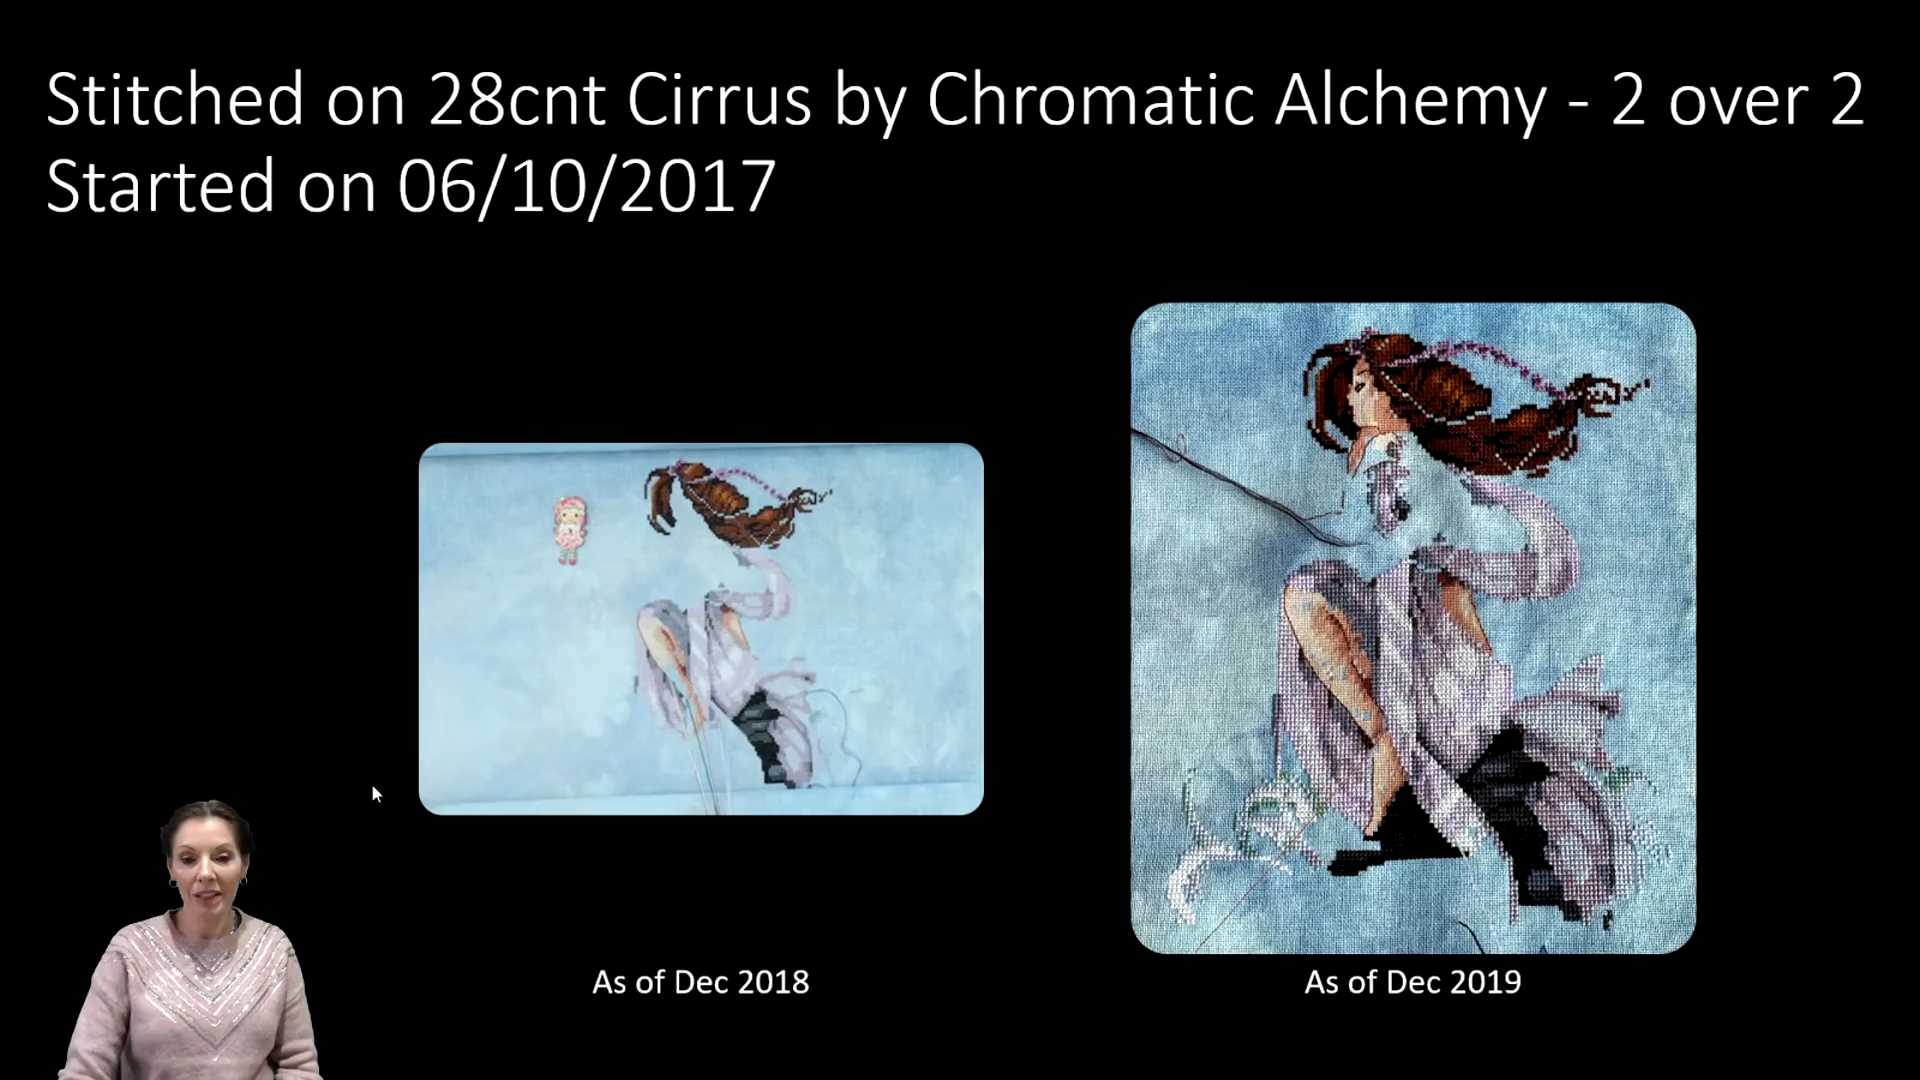 Stitched on 28cnt Cirrus by Chromatic Alchemy - 2 over 2
Started on 06/10/2017
As of Dec 2018
As of Dec 2019